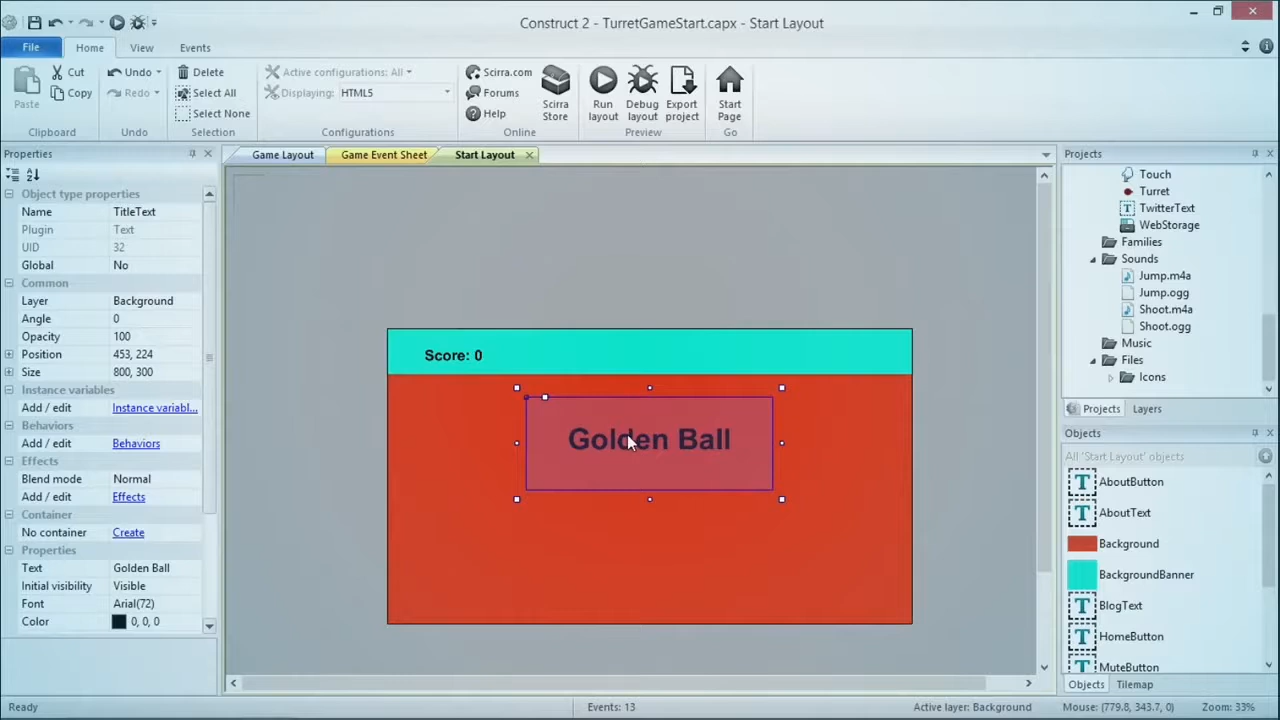 Construct 2 - TurretGameStart.capx - Start Layout
File Home View Events
Paste Cut Copy Clipboard
Undo Redo Undo
Delete Select All Select None Selection
Active configurations: All
Displaying: HTML5
Configurations
Scirra.com Forums Help Scirra Store Online
Run layout Debug layout Export project Preview
Start Page Go
Properties
Object type properties
Name TitleText
Plugin Text
UID 32
Global No
Common
Layer Background
Angle 0
Opacity 100
Position 453, 224
Size 800, 300
Instance variables
Add / edit Instance variabl...
Behaviors
Add / edit Behaviors
Effects
Blend mode Normal
Add / edit Effects
Container
No container Create
Properties
Text Golden Ball
Initial visibility Visible
Font Arial(72)
Color 0, 0, 0
Game Layout Game Event Sheet Start Layout
Score: 0
Golden Ball
Projects
Touch
Turret
TwitterText
WebStorage
Families
Sounds
Jump.m4a
Jump.ogg
Shoot.m4a
Shoot.ogg
Music
Files
Icons
Projects Layers
Objects
All 'Start Layout' objects
AboutButton
AboutText
Background
BackgroundBanner
BlogText
HomeButton
MuteButton
Objects Tilemap
Ready Events: 13 Active layer: Background Mouse: (779.8, 343.7, 0) Zoom: 33%